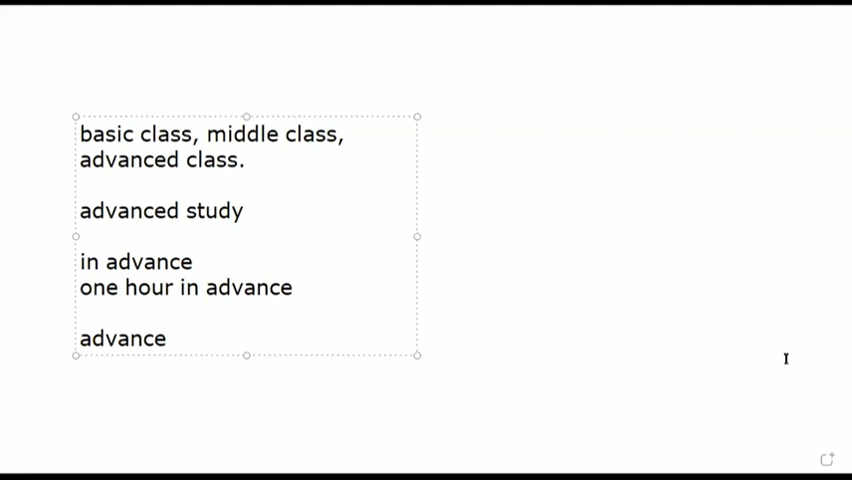 basic class, middle class,
advanced class.
advanced study
in advance
one hour in advance
advance